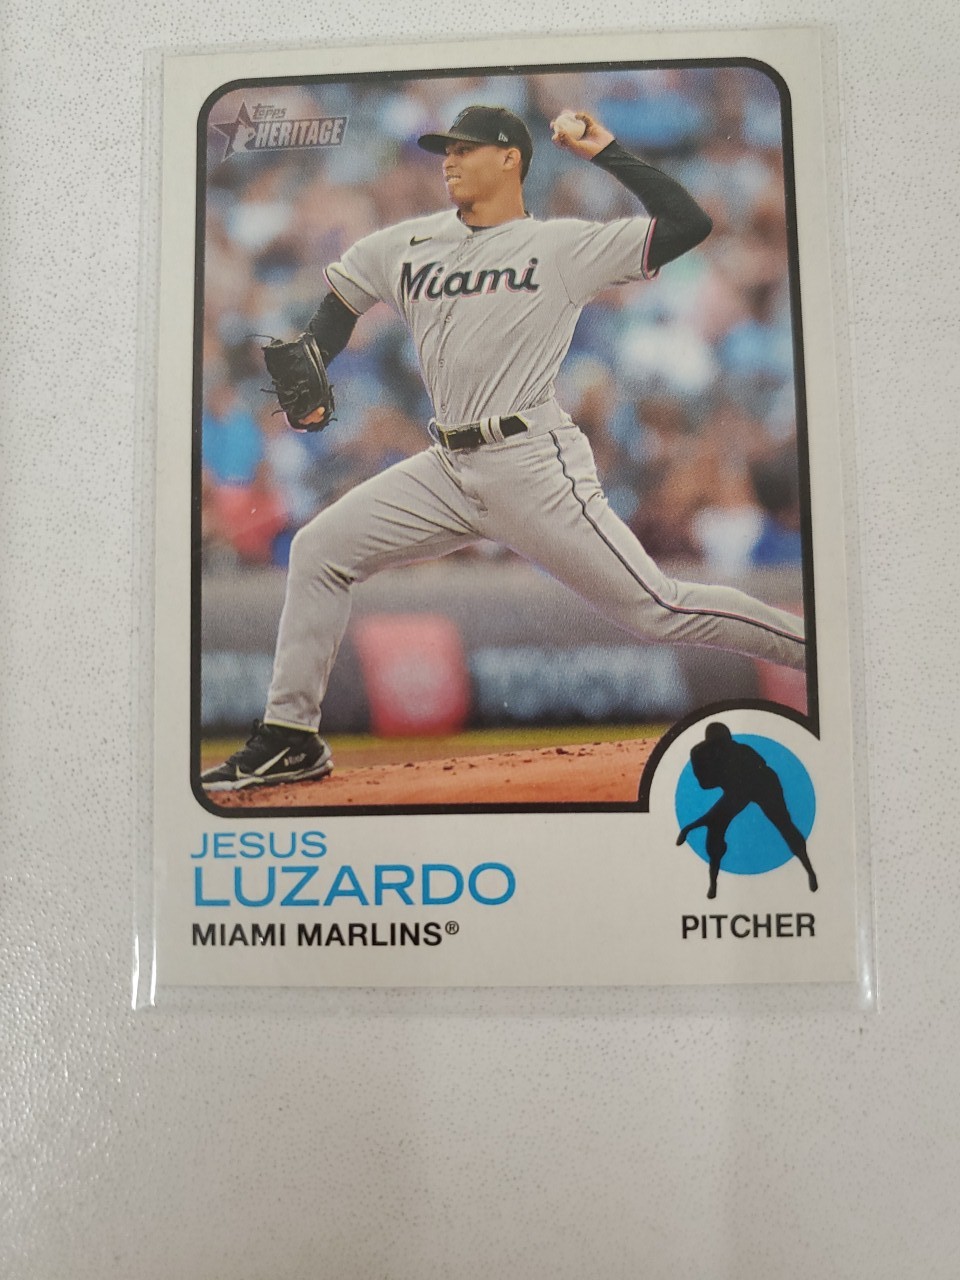 Topps
HERITAGE
Miami
JESUS
LUZARDO
MIAMI MARLINS®
PITCHER